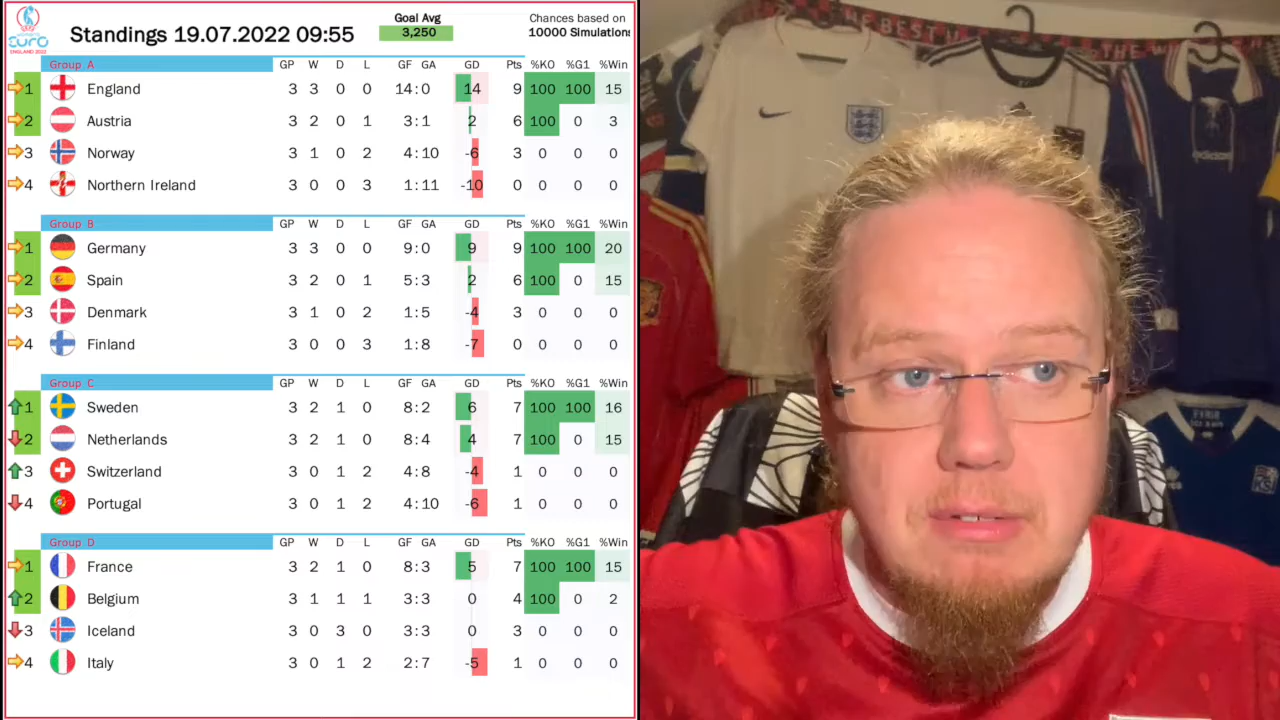 WOMEN'S
EURO
ENGLAND 2022
Standings 19.07.2022 09:55
Goal Avg
3,250
Chances based on
10000 Simulations
Group A GP W D L GF GA GD Pts %KO %G1 %Win
1 England 3 3 0 0 14:0 14 9 100 100 15
2 Austria 3 2 0 1 3:1 2 6 100 0 3
3 Norway 3 1 0 2 4:10 -6 3 0 0 0
4 Northern Ireland 3 0 0 3 1:11 -10 0 0 0 0
Group B GP W D L GF GA GD Pts %KO %G1 %Win
1 Germany 3 3 0 0 9:0 9 9 100 100 20
2 Spain 3 2 0 1 5:3 2 6 100 0 15
3 Denmark 3 1 0 2 1:5 -4 3 0 0 0
4 Finland 3 0 0 3 1:8 -7 0 0 0 0
Group C GP W D L GF GA GD Pts %KO %G1 %Win
1 Sweden 3 2 1 0 8:2 6 7 100 100 16
2 Netherlands 3 2 1 0 8:4 4 7 100 0 15
3 Switzerland 3 0 1 2 4:8 -4 1 0 0 0
4 Portugal 3 0 1 2 4:10 -6 1 0 0 0
Group D GP W D L GF GA GD Pts %KO %G1 %Win
1 France 3 2 1 0 8:3 5 7 100 100 15
2 Belgium 3 1 1 1 3:3 0 4 100 0 2
3 Iceland 3 0 3 0 3:3 0 3 0 0 0
4 Italy 3 0 1 2 2:7 -5 1 0 0 0
THE BEST
THE
adidas
FYRIR